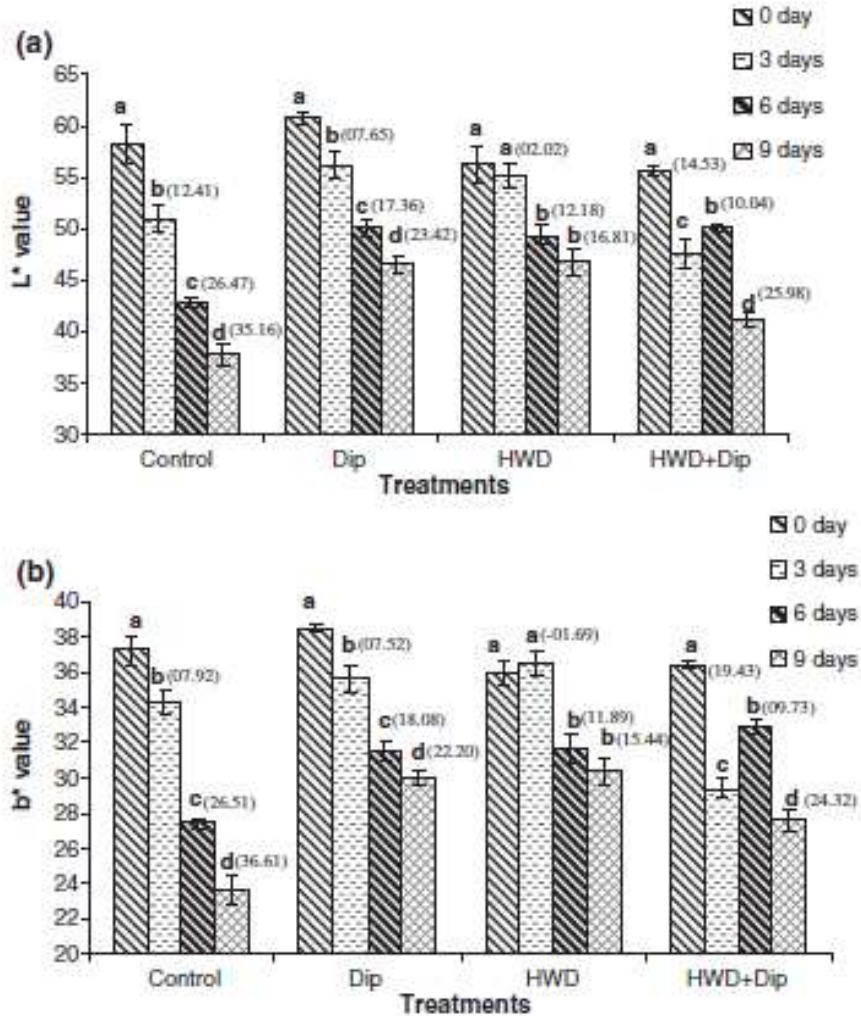 0 day
3 days
6 days
9 days
(a)
L* value
65
60
55
50
45
40
35
30
a
b(12.41)
c(26.47)
d(35.16)
a
b(07.65)
c(17.36)
d(23.42)
a
a(02.02)
b(12.18)
b(16.81)
a
(14.53)
c
b(10.04)
d(25.98)
Control
Dip
HWD
HWD+Dip
Treatments
0 day
3 days
6 days
9 days
(b)
b* value
40
38
36
34
32
30
28
26
24
22
20
a
b(07.92)
c(26.51)
d(36.61)
a
b(07.52)
c(18.08)
d(22.20)
a
a(-01.69)
b(11.89)
b(15.44)
a
(19.43)
c
b(09.73)
d(24.32)
Control
Dip
HWD
HWD+Dip
Treatments